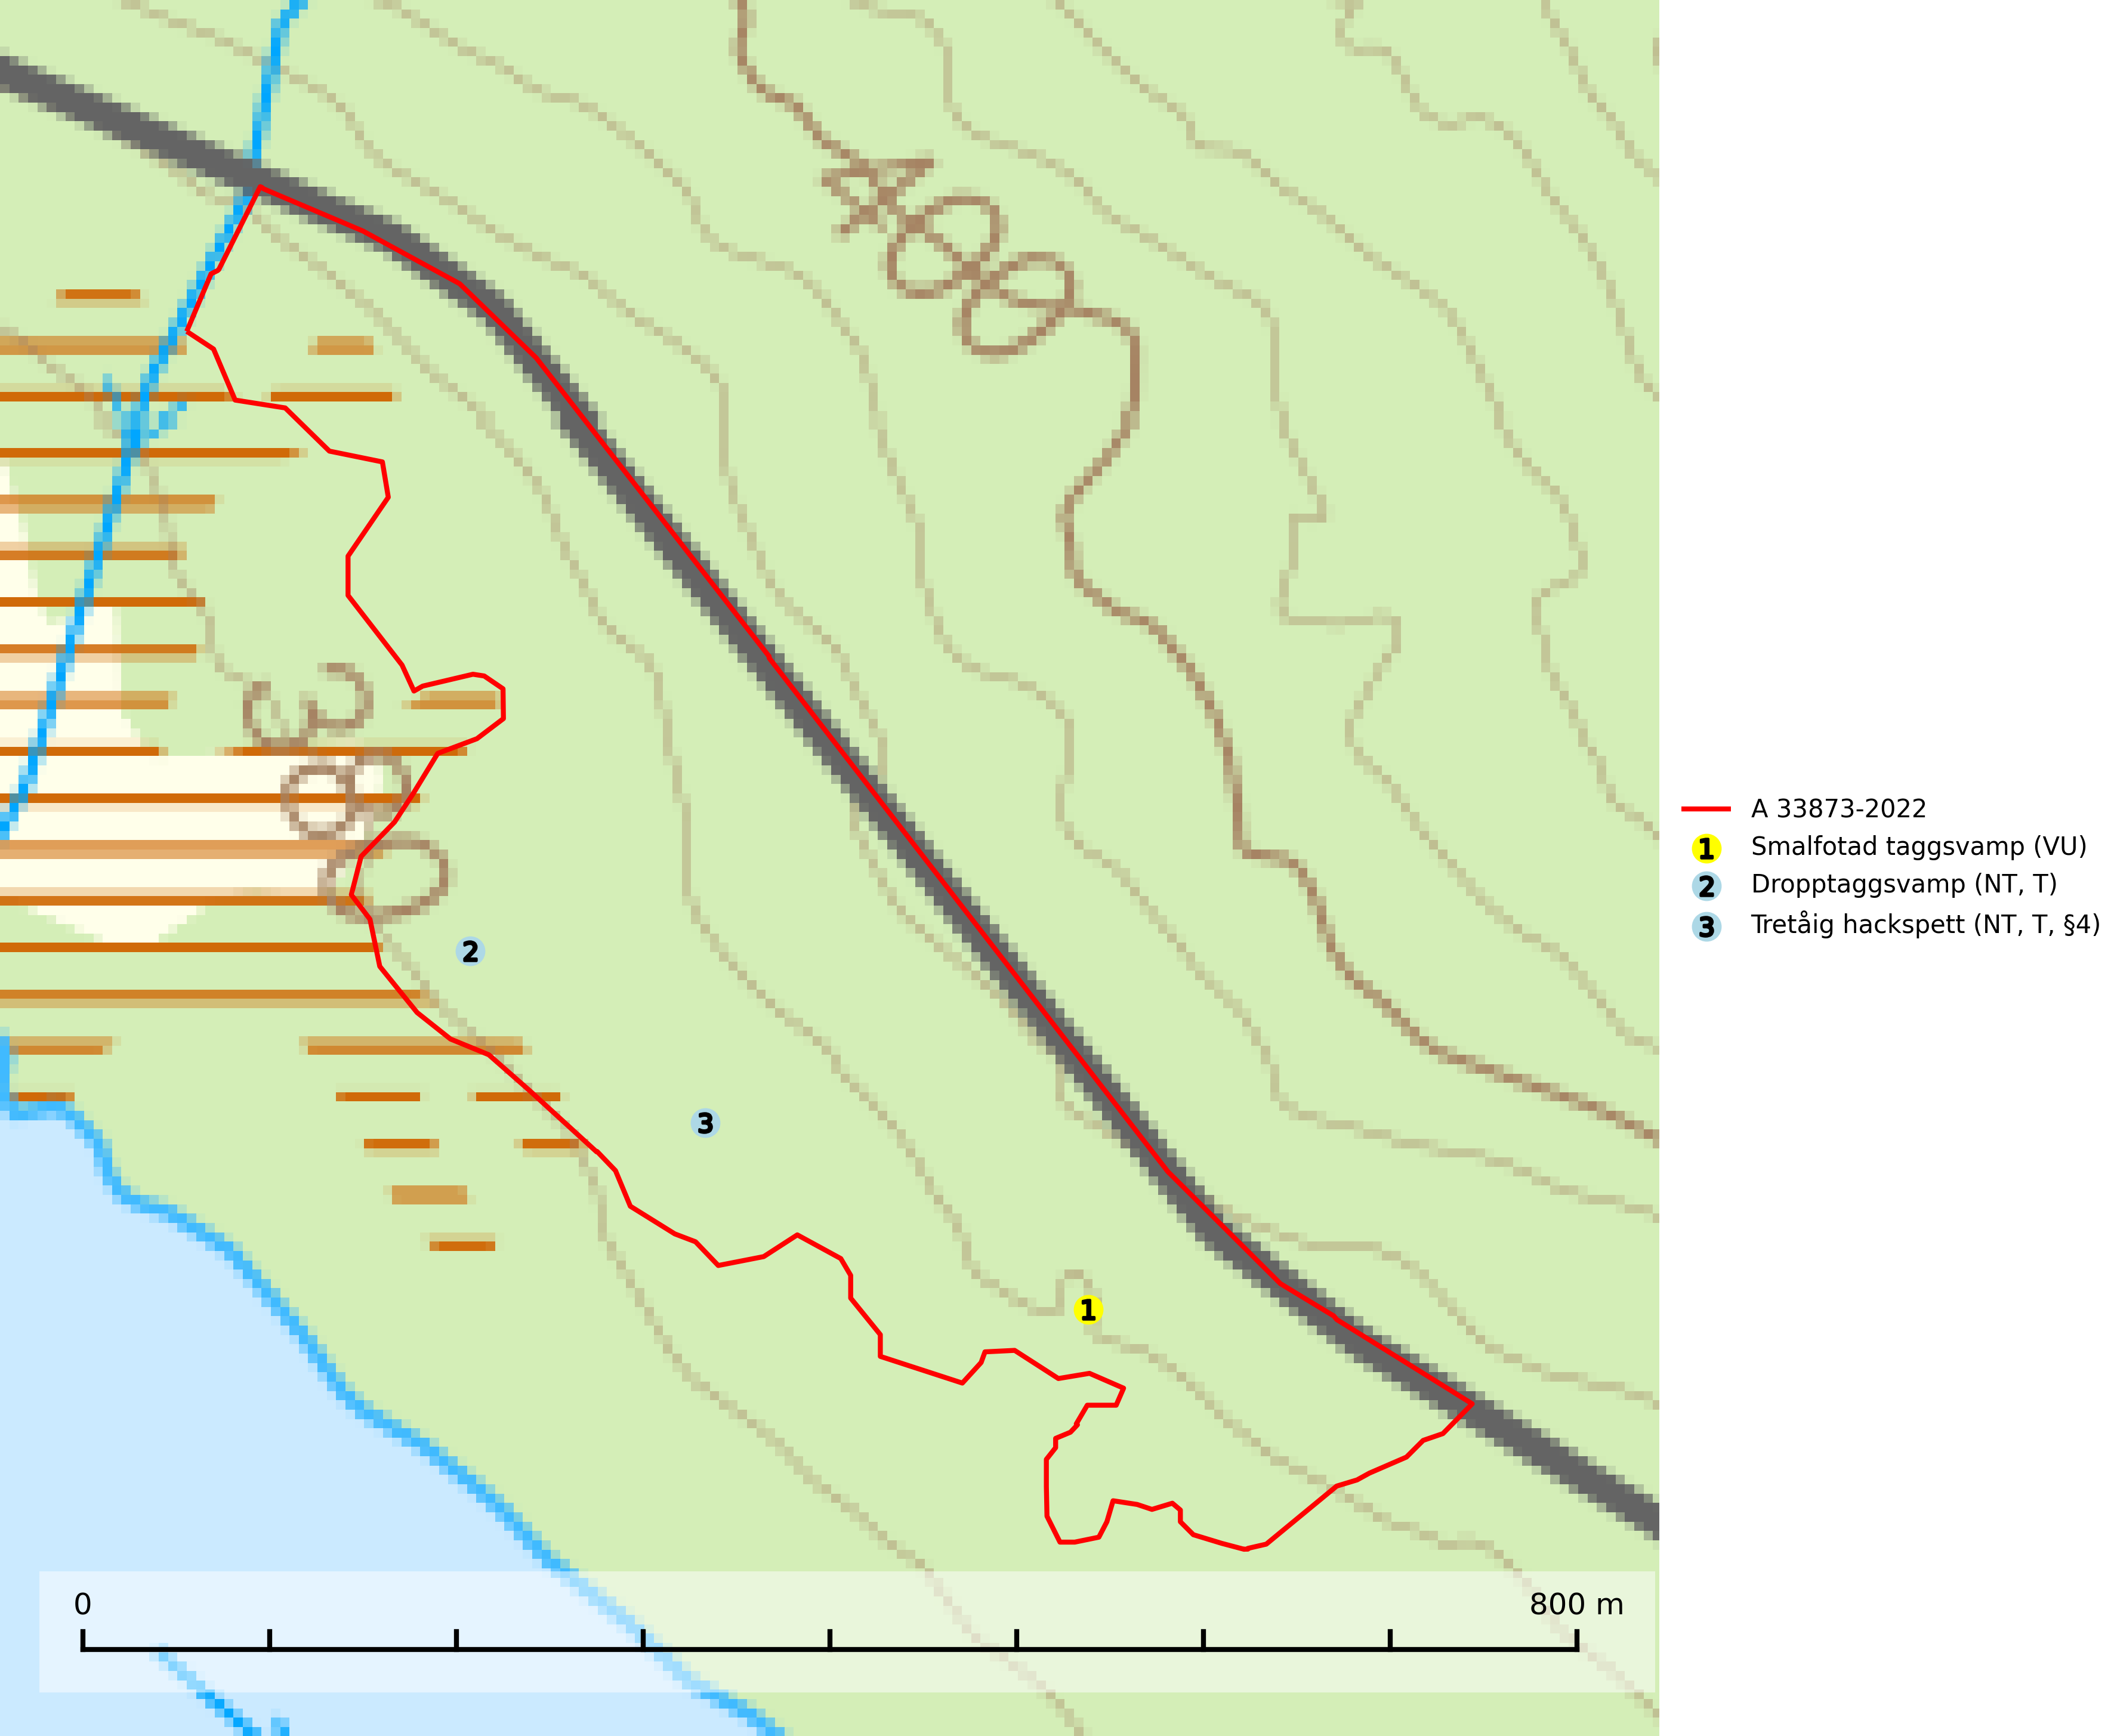 400
380
A 33873-2022
1 Smalfotad taggsvamp (VU)
2 Dropptaggsvamp (NT, T)
3 Tretåig hackspett (NT, T, §4)
2
3
1
0 800 m